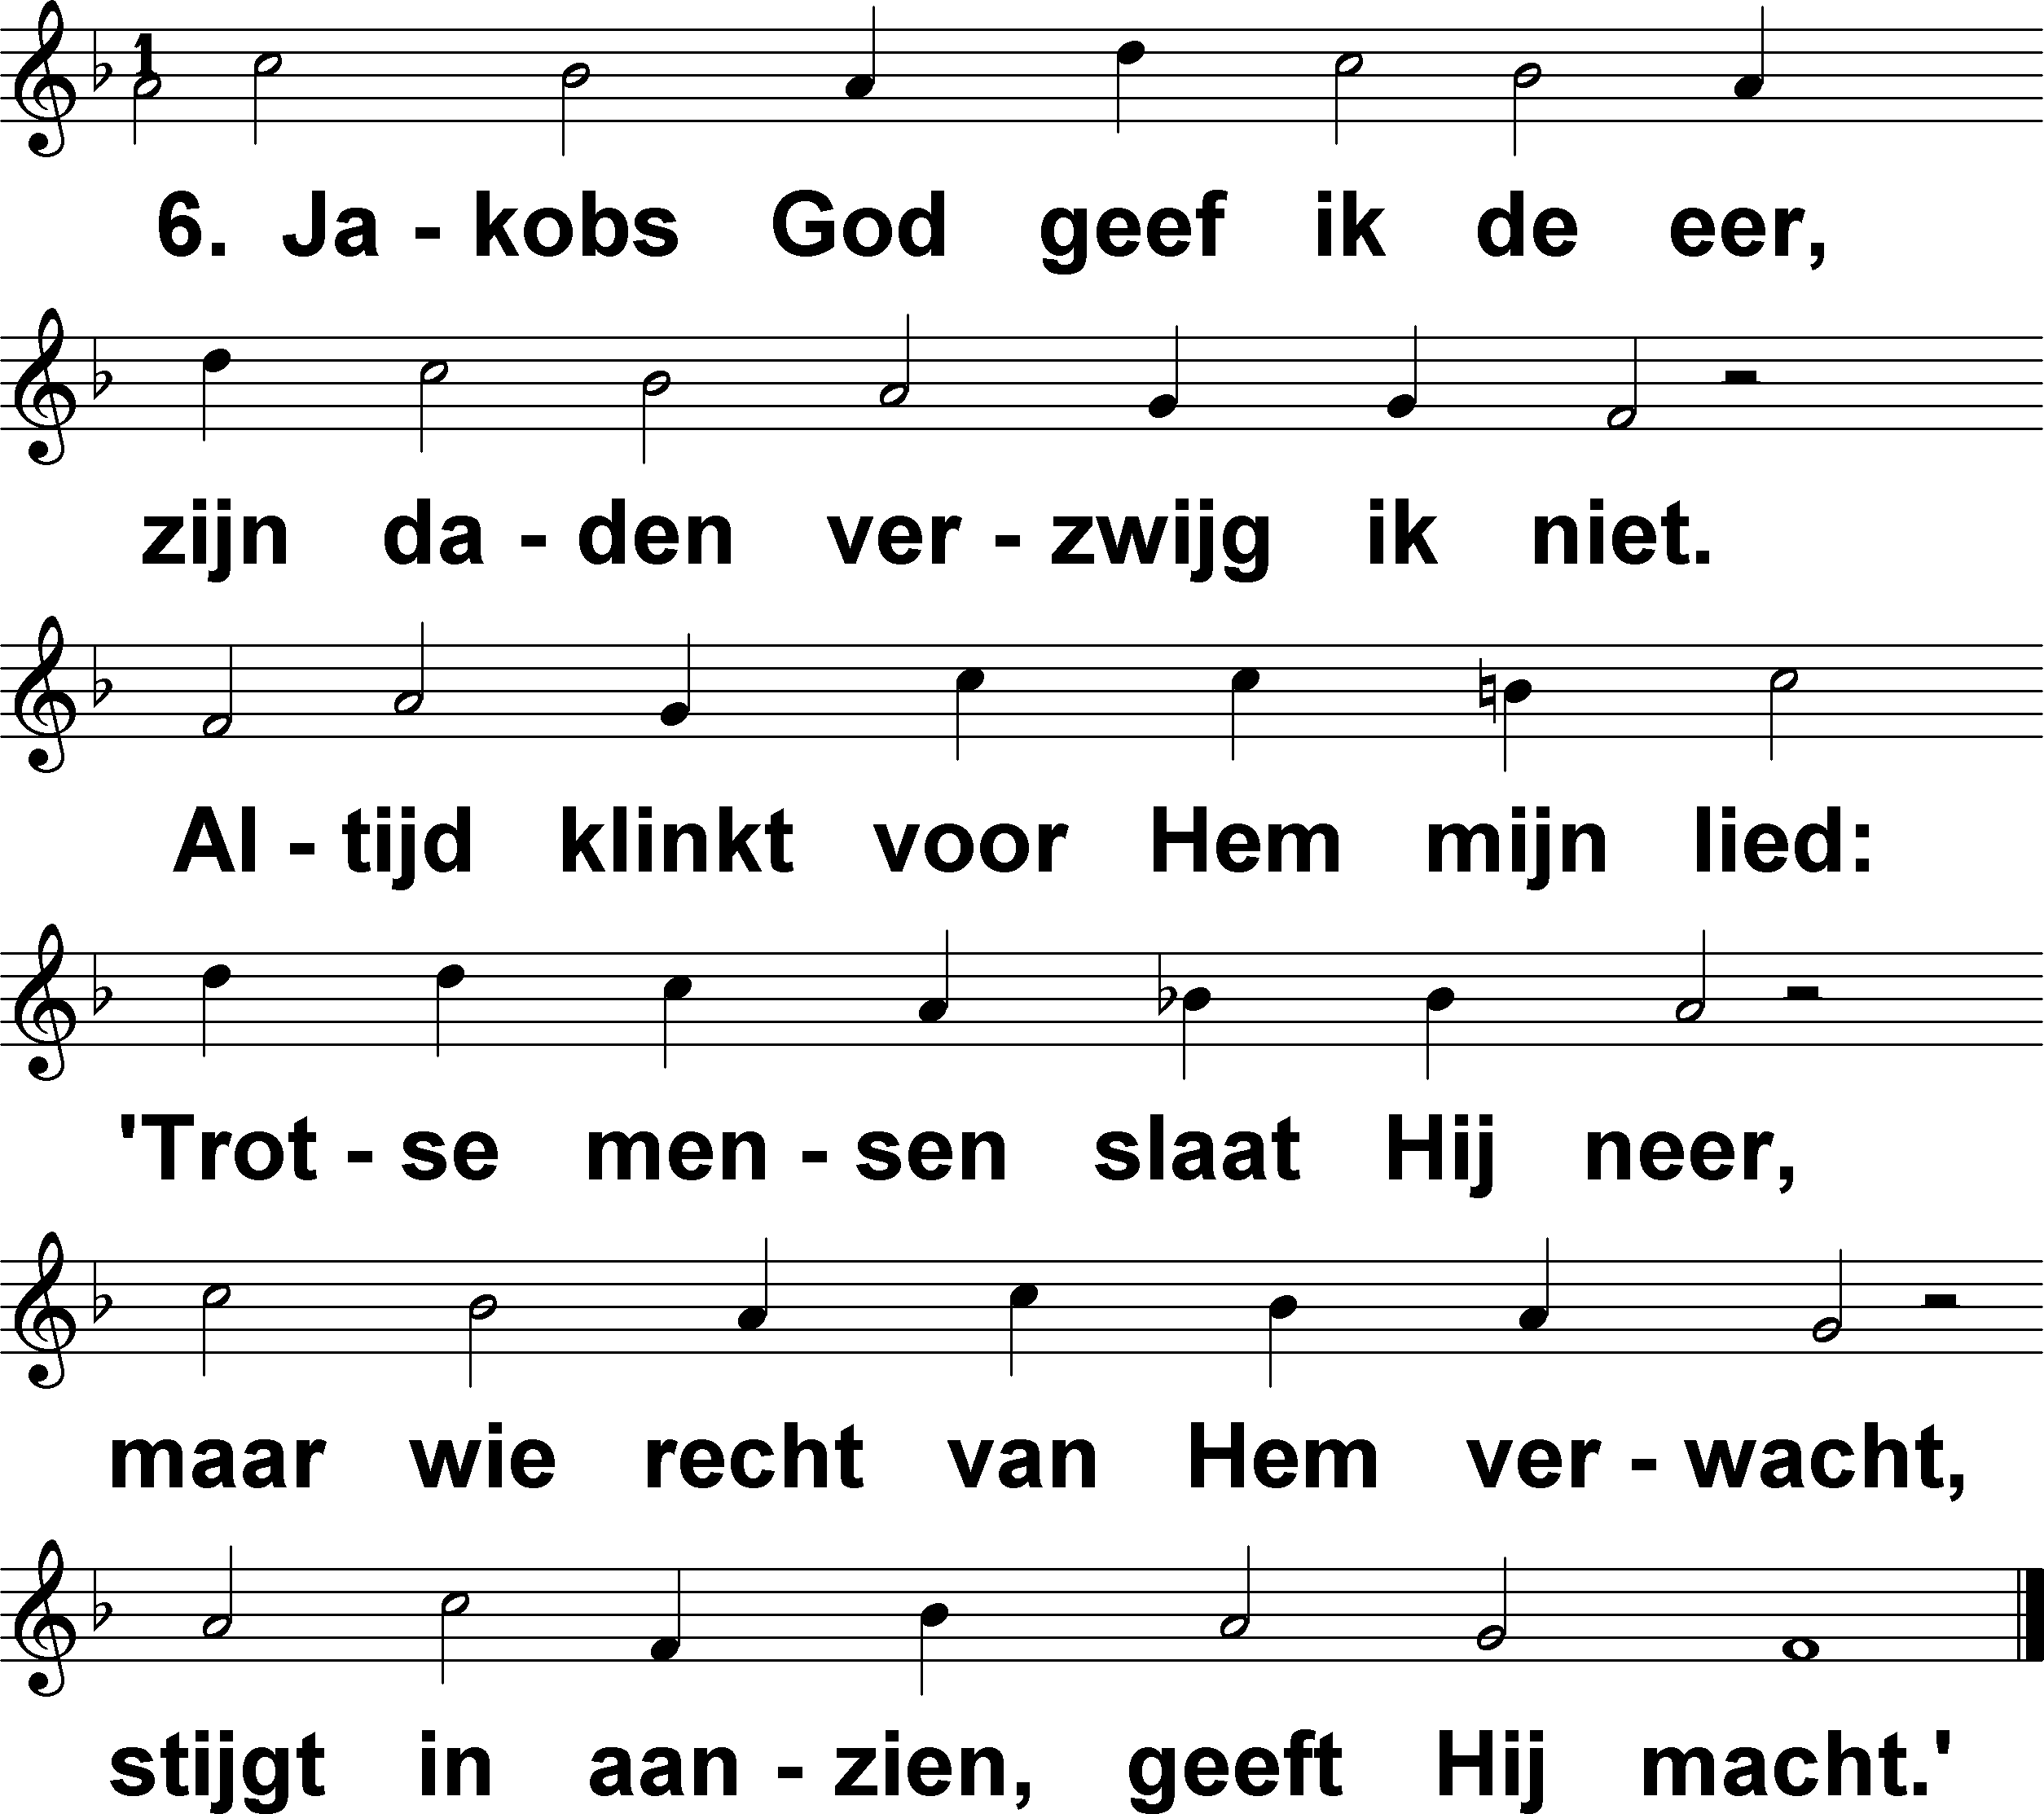 1
6. Ja - kobs God geef ik de eer,
zijn da - den ver - zwijg ik niet.
Al - tijd klinkt voor Hem mijn lied:
'Trot - se men - sen slaat Hij neer,
maar wie recht van Hem ver - wacht,
stijgt in aan - zien, geeft Hij macht.'